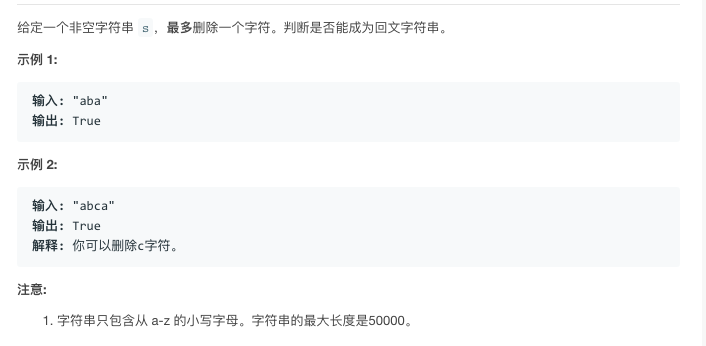 给定一个非空字符串 s，最多删除一个字符。判断是否能成为回文字符串。
示例 1:
输入: "aba"
输出: True
示例 2:
输入: "abca"
输出: True
解释: 你可以删除c字符。
注意:
1. 字符串只包含从 a-z 的小写字母。字符串的最大长度是50000。